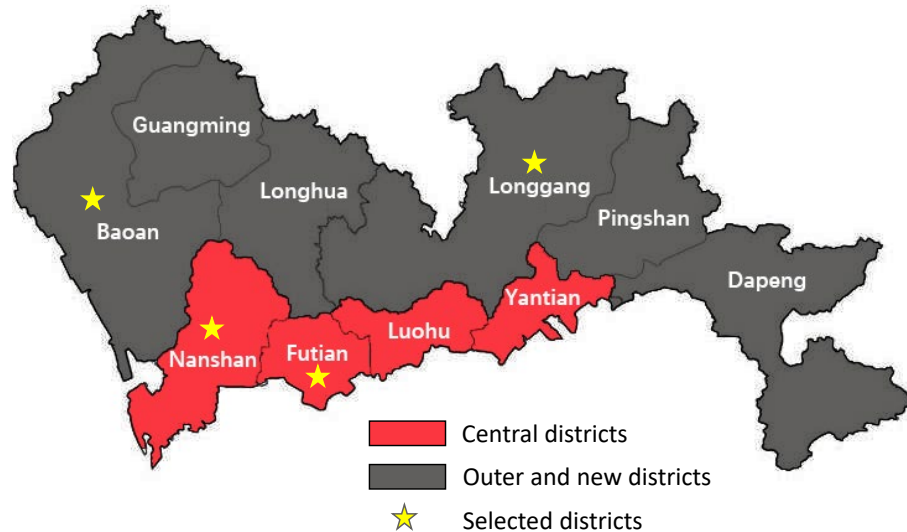 Guangming
Longhua
Longgang
Baoan
Pingshan
Dapeng
Yantian
Luohu
Futian
Nanshan
Central districts
Outer and new districts
Selected districts